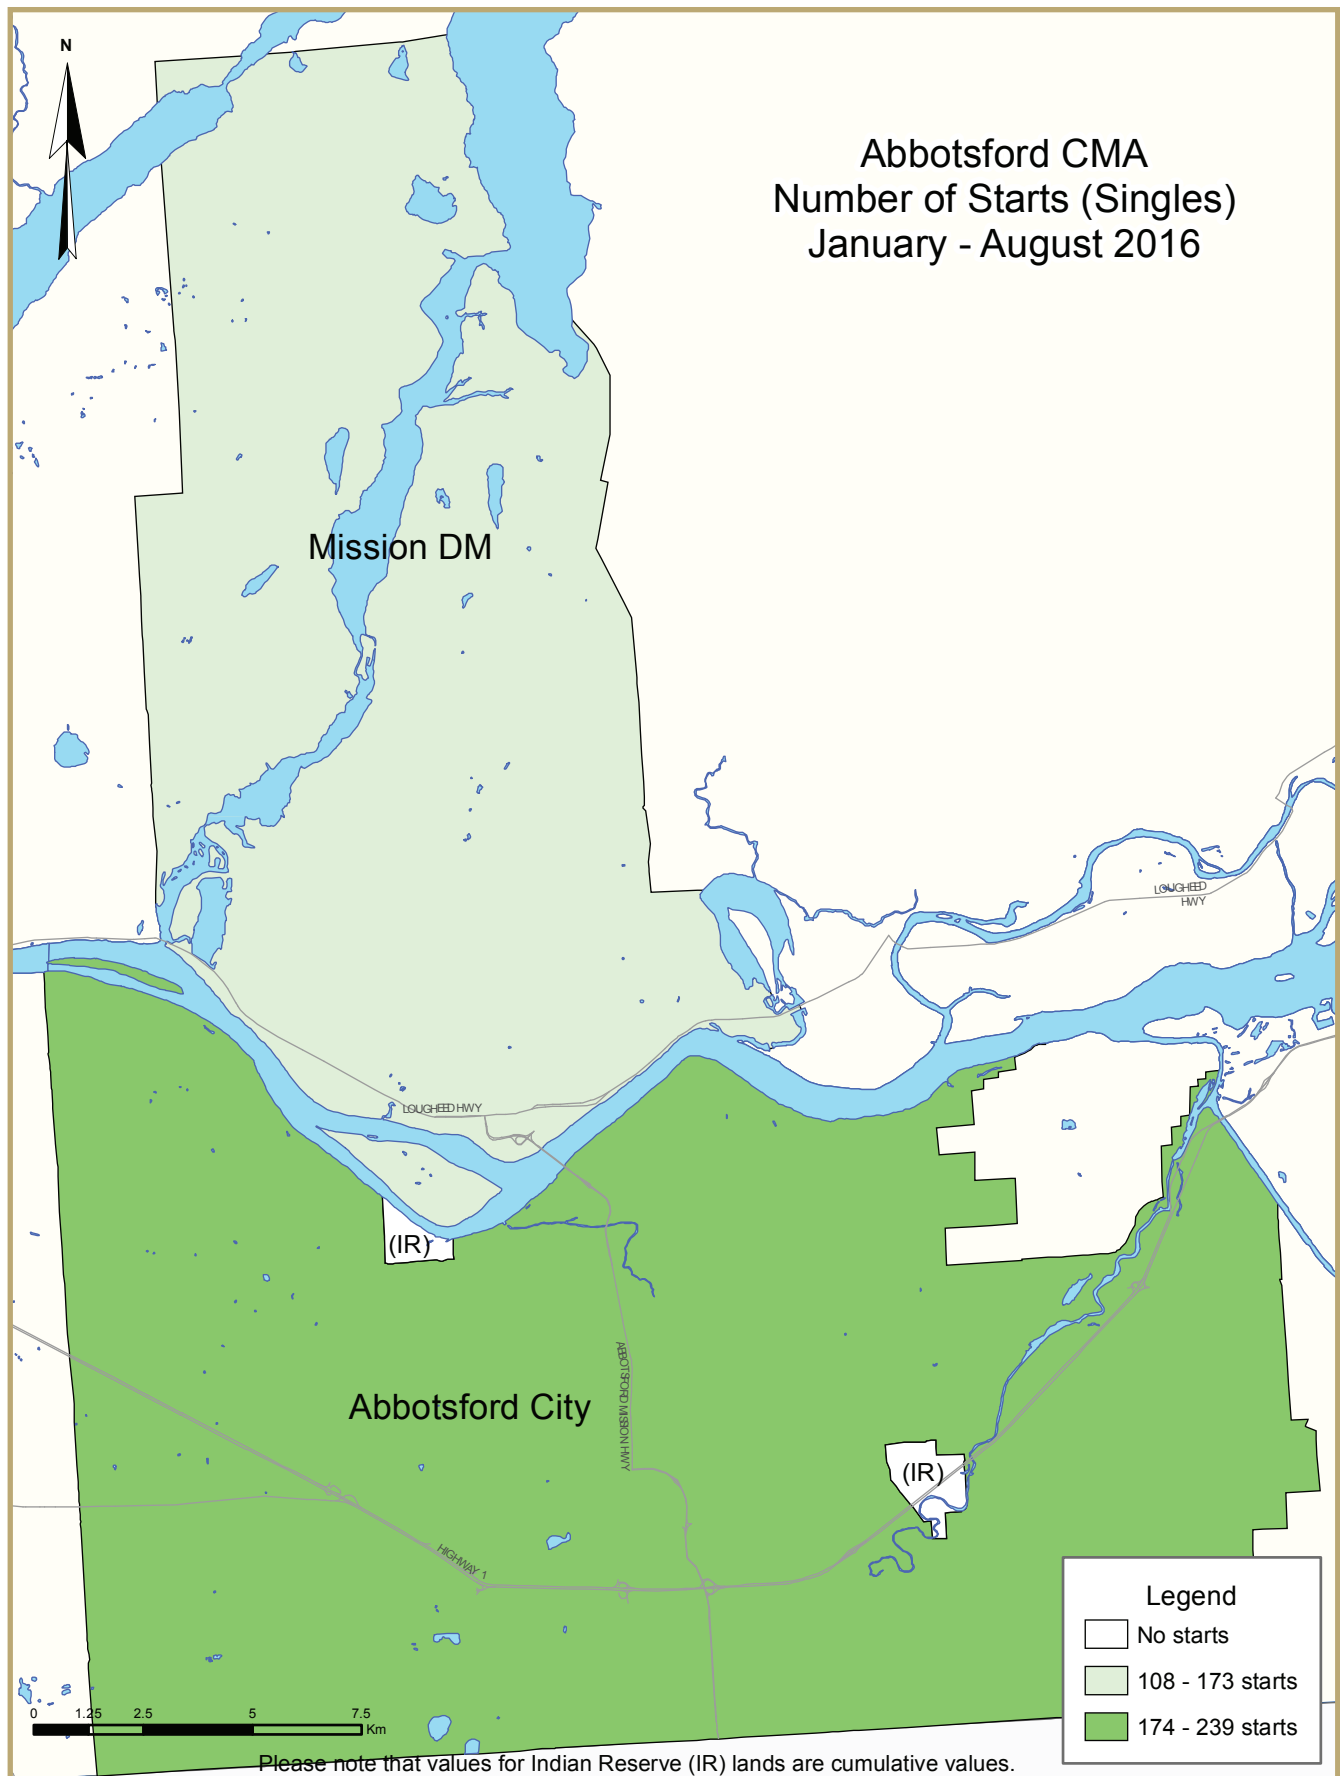 N
Abbotsford CMA
Number of Starts (Singles)
January - August 2016
Mission DM
LOUGHEED
HWY
LOUGHEED HWY
(IR)
ABBOTSFORD MISSION HWY
Abbotsford City
(IR)
HIGHWAY 1
Legend
No starts
108 - 173 starts
174 - 239 starts
0 1.25 2.5 5 7.5
Km
Please note that values for Indian Reserve (IR) lands are cumulative values.